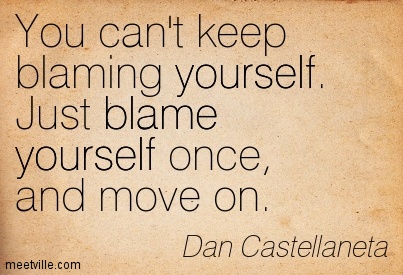 You can't keep
blaming yourself.
Just blame
yourself once,
and move on.
Dan Castellaneta
meetville.com